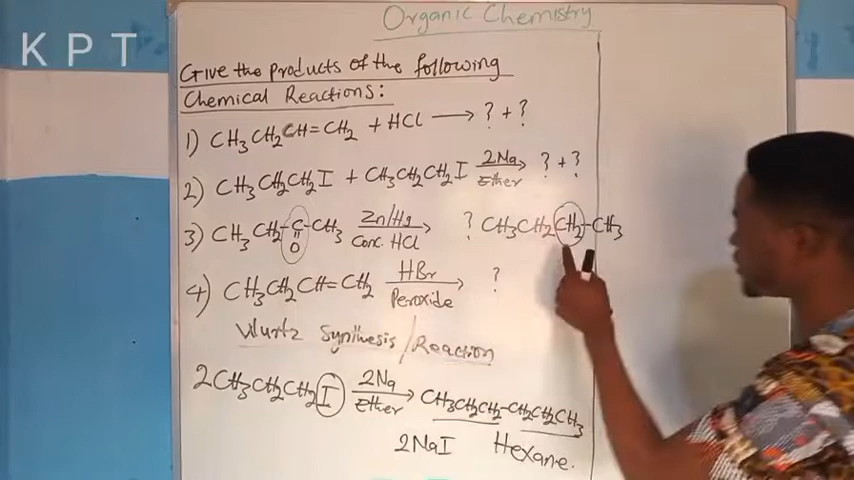 KPT
Organic Chemistry
Give the products of the following
Chemical Reactions:
1) CH₃CH₂CH=CH₂ + HCl ⟶ ? + ?
2) CH₃CH₂CH₂I + CH₃CH₂CH₂I 2Na/Ether → ? + ?
3) CH₃CH₂-C(=O)-CH₃ Zn/Hg/Conc HCl → ? CH₃CH₂CH₂-CH₃
4) CH₃CH₂CH=CH₂ HBr/Peroxide → ?
Wurtz Synthesis/Reaction
2CH₃CH₂CH₂I 2Na/Ether → CH₃CH₂CH₂-CH₂CH₂CH₃
2NaI Hexane.